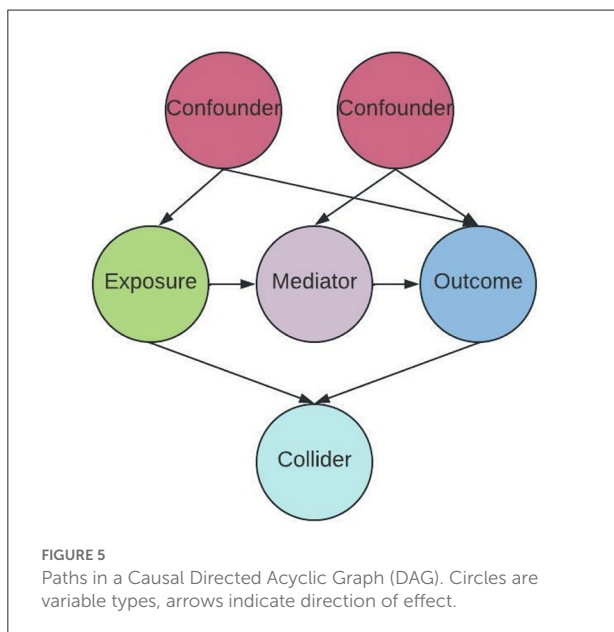 Confounder
Confounder
Exposure
Mediator
Outcome
Collider
FIGURE 5
Paths in a Causal Directed Acyclic Graph (DAG). Circles are
variable types, arrows indicate direction of effect.